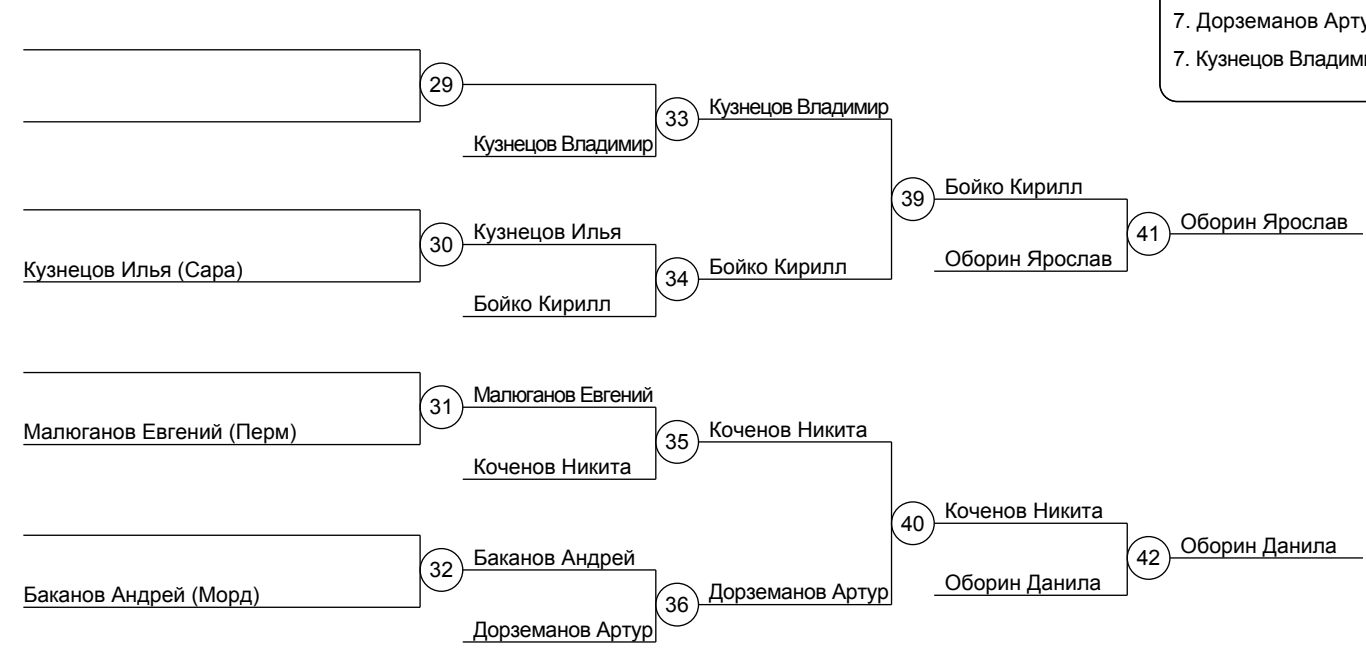 7. Дорземанов Арту
7. Кузнецов Владими
29
33
Кузнецов Владимир
Кузнецов Владимир
39
Бойко Кирилл
41
Оборин Ярослав
30
Кузнецов Илья
Кузнецов Илья (Сара)
34
Бойко Кирилл
Оборин Ярослав
Бойко Кирилл
31
Малюганов Евгений
Малюганов Евгений (Перм)
35
Коченов Никита
Коченов Никита
40
Коченов Никита
42
Оборин Данила
32
Баканов Андрей
Баканов Андрей (Морд)
36
Дорземанов Артур
Оборин Данила
Дорземанов Артур